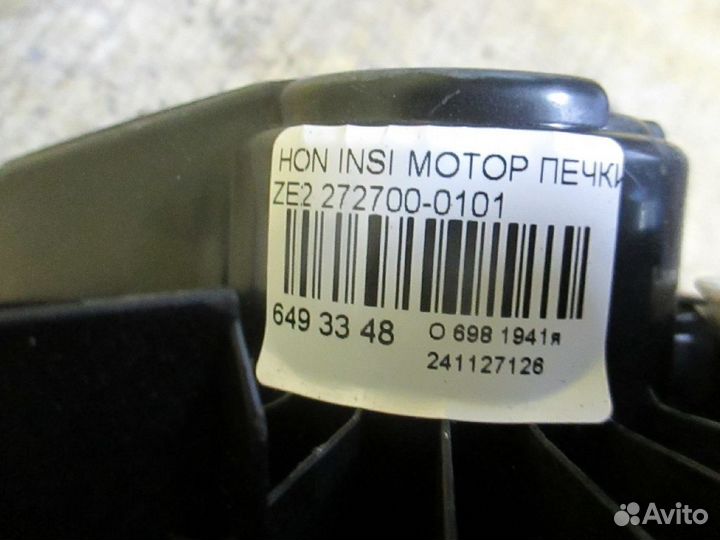 HON INSI МОТОР ПЕЧКИ
ZE2 272700-0101
649 33 48
О 698 1941я
241127126
Avito